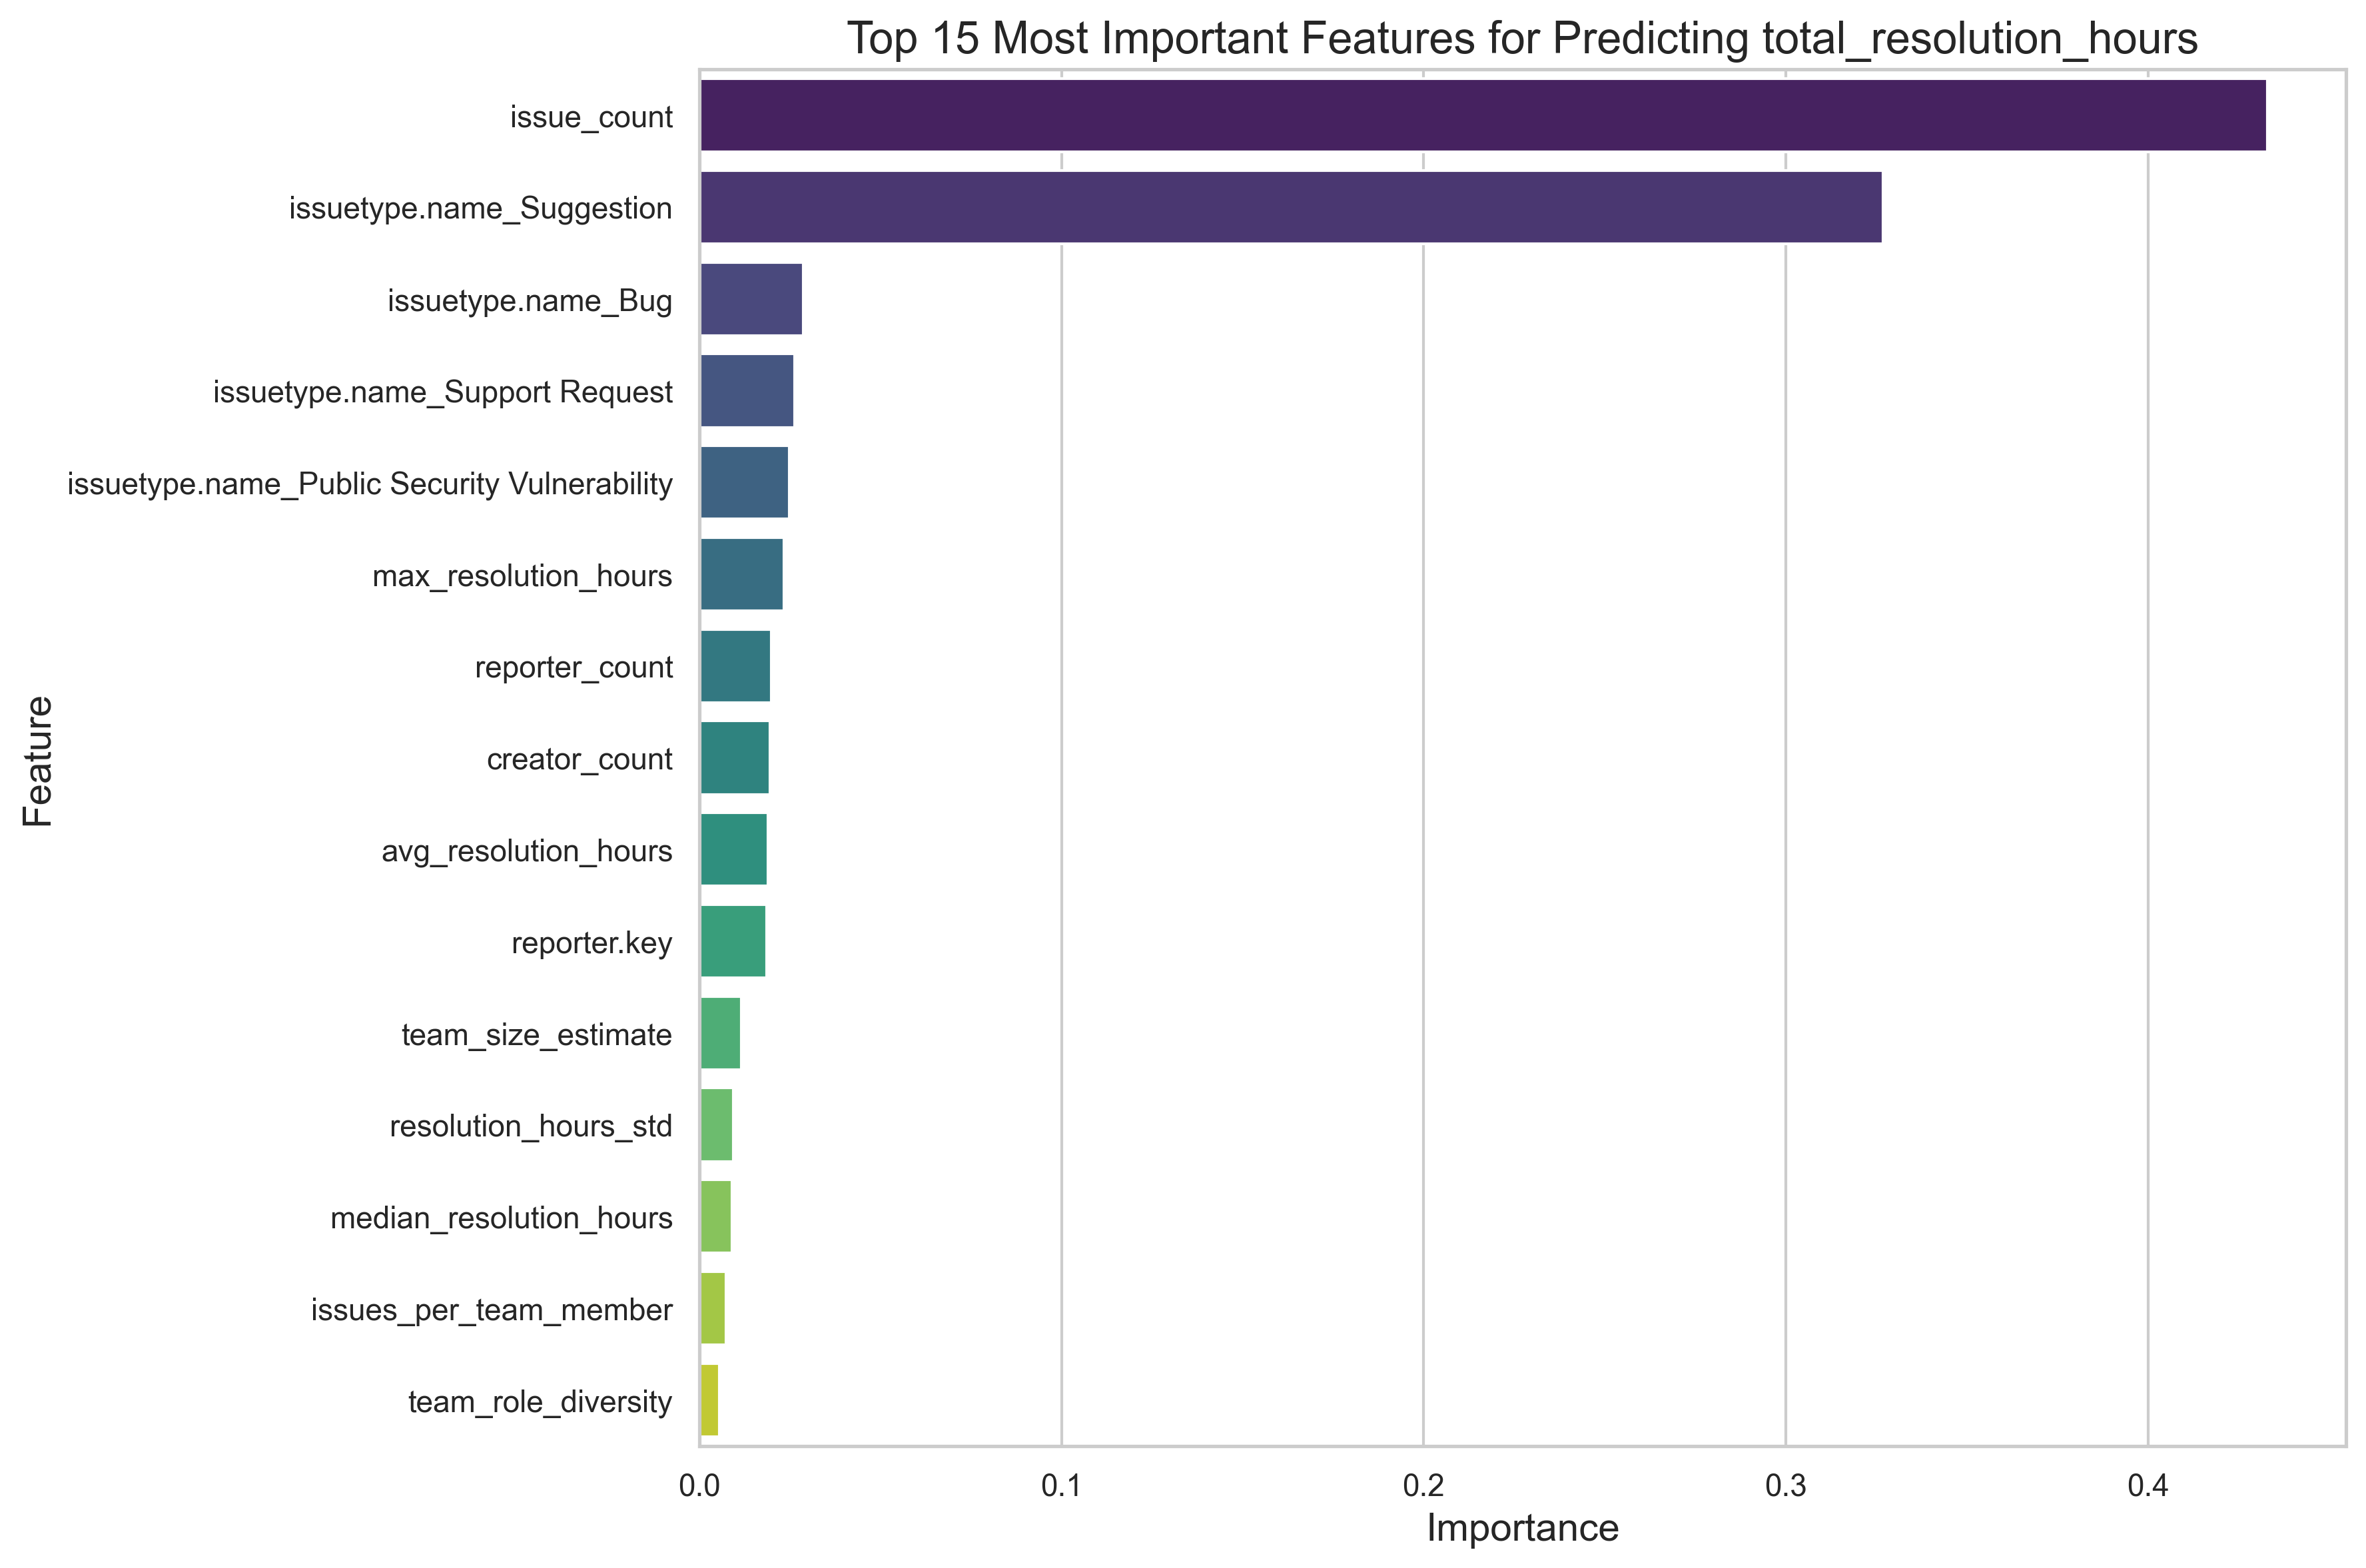 Top 15 Most Important Features for Predicting total_resolution_hours
issue_count
issuetype.name_Suggestion
issuetype.name_Bug
issuetype.name_Support Request
issuetype.name_Public Security Vulnerability
max_resolution_hours
reporter_count
creator_count
avg_resolution_hours
reporter.key
team_size_estimate
resolution_hours_std
median_resolution_hours
issues_per_team_member
team_role_diversity
Feature
0.0 0.1 0.2 0.3 0.4
Importance